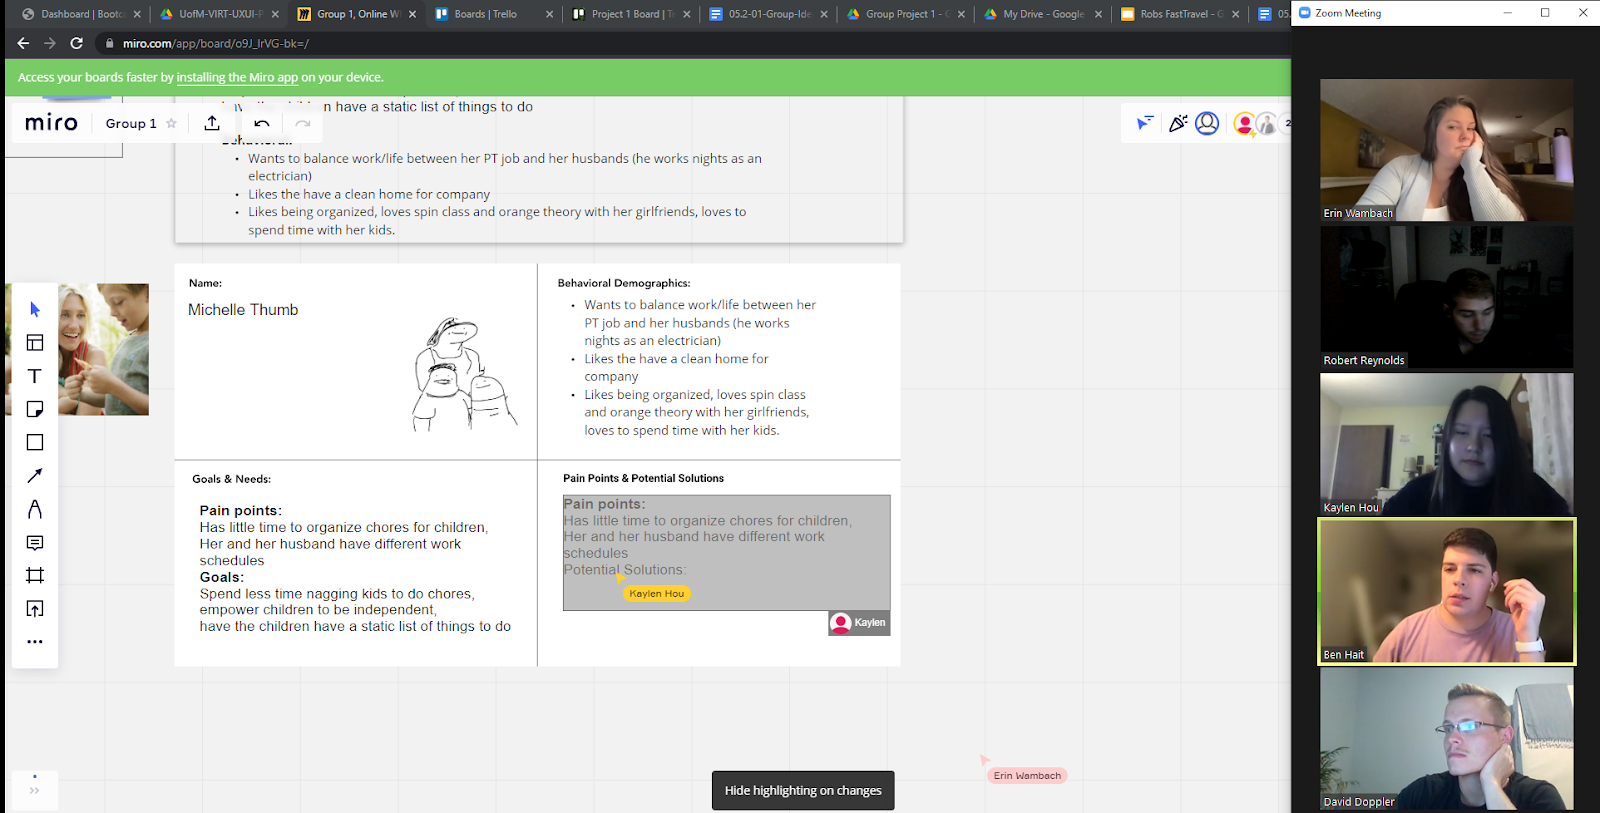 Dashboard | Bootc
UofM-VIRT-UXUI-P
Group 1, Online W
Boards | Trello
Project 1 Board | T
05.2-01-Group-Ide
Group Project 1 -
My Drive - Google
Robs FastTravel - G
05.
Zoom Meeting
miro.com/app/board/o9J_lrVG-bk=/
Access your boards faster by installing the Miro app on your device.
have the children have a static list of things to do
miro
Group 1
2
Behavioral:
• Wants to balance work/life between her PT job and her husbands (he works nights as an
electrician)
• Likes the have a clean home for company
• Likes being organized, loves spin class and orange theory with her girlfriends, loves to
spend time with her kids.
Name:
Michelle Thumb
Behavioral Demographics:
• Wants to balance work/life between her
PT job and her husbands (he works
nights as an electrician)
• Likes the have a clean home for
company
• Likes being organized, loves spin class
and orange theory with her girlfriends,
loves to spend time with her kids.
Goals & Needs:
Pain points:
Has little time to organize chores for children,
Her and her husband have different work
schedules
Goals:
Spend less time nagging kids to do chores,
empower children to be independent,
have the children have a static list of things to do
Pain Points & Potential Solutions
Pain points:
Has little time to organize chores for children,
Her and her husband have different work
schedules
Potential Solutions:
Kaylen Hou
Kaylen
Erin Wambach
Hide highlighting on changes
Erin Wambach
Robert Reynolds
Kaylen Hou
Ben Hait
David Doppler